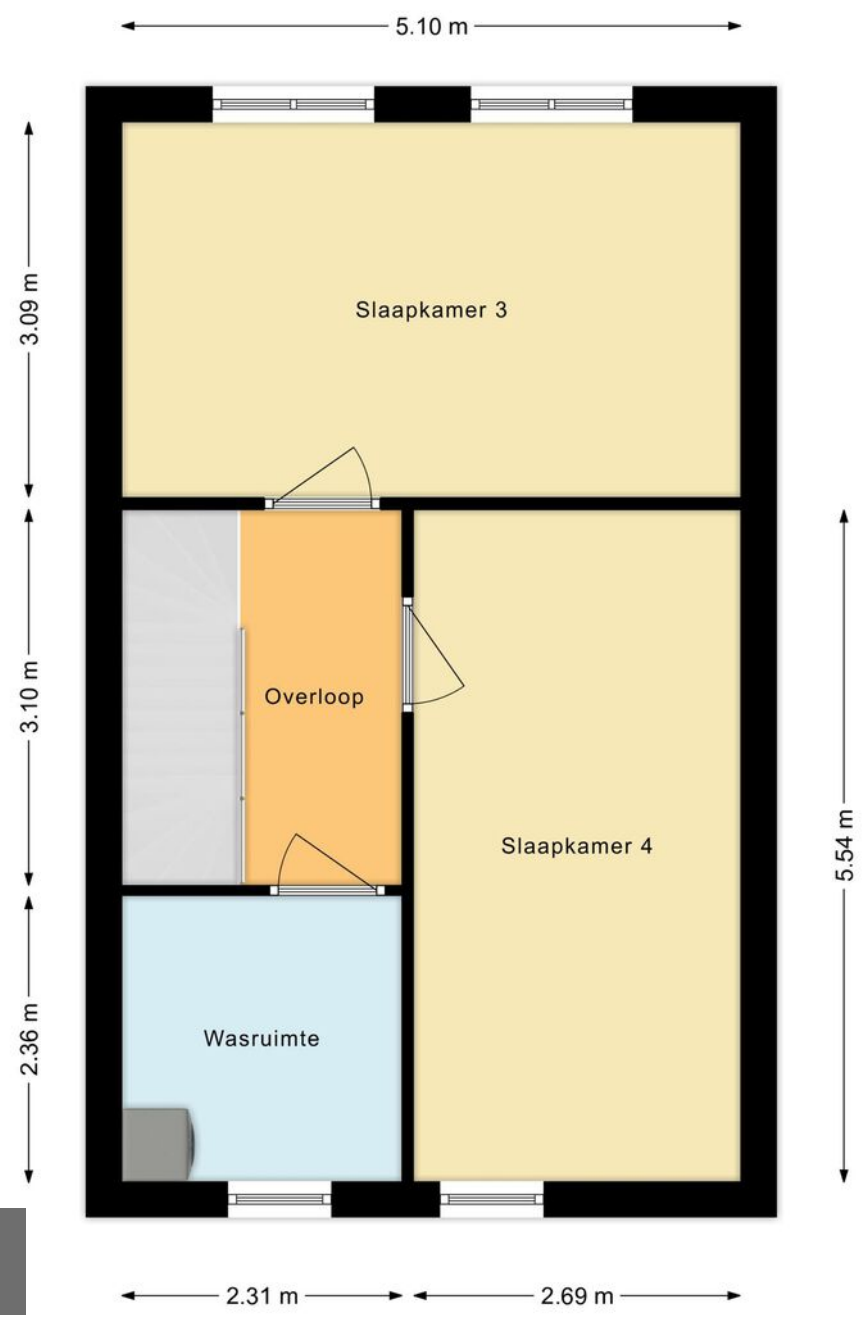 5.10 m
3.09 m
Slaapkamer 3
3.10 m
Overloop
Slaapkamer 4
5.54 m
2.36 m
Wasruimte
2.31 m
2.69 m